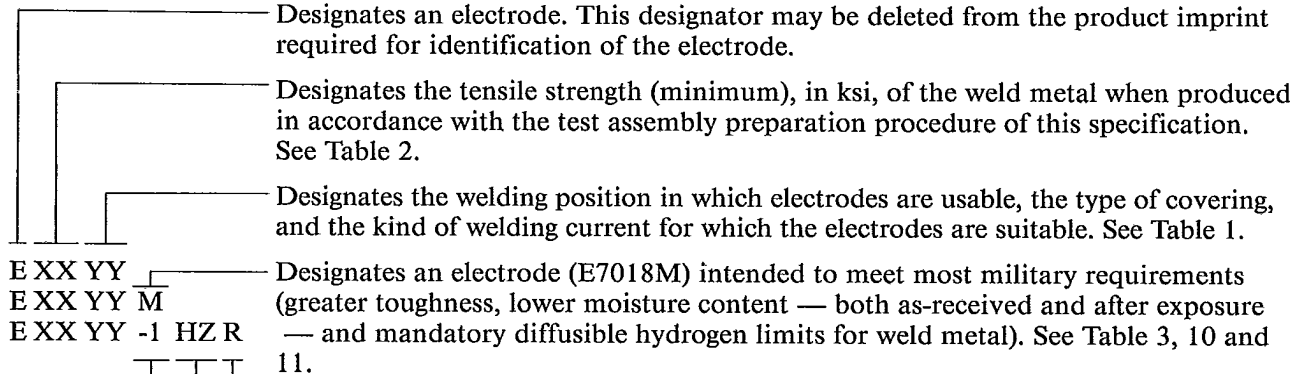 Designates an electrode. This designator may be deleted from the product imprint
required for identification of the electrode.
Designates the tensile strength (minimum), in ksi, of the weld metal when produced
in accordance with the test assembly preparation procedure of this specification.
See Table 2.
Designates the welding position in which electrodes are usable, the type of covering,
and the kind of welding current for which the electrodes are suitable. See Table 1.
E XX YY
E XX YY M
E XX YY -1 HZ R
Designates an electrode (E7018M) intended to meet most military requirements
(greater toughness, lower moisture content — both as-received and after exposure
— and mandatory diffusible hydrogen limits for weld metal). See Table 3, 10 and
11.